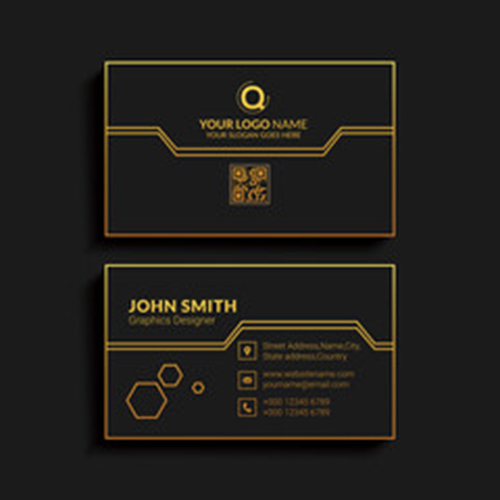 YOUR LOGO NAME
YOUR SLOGAN GOES HERE
JOHN SMITH
Graphics Designer
Street Address,Name,City,
State address,Country
www.websitename.com
yourname@email.com
+000 12345 6789
+000 12345 6789